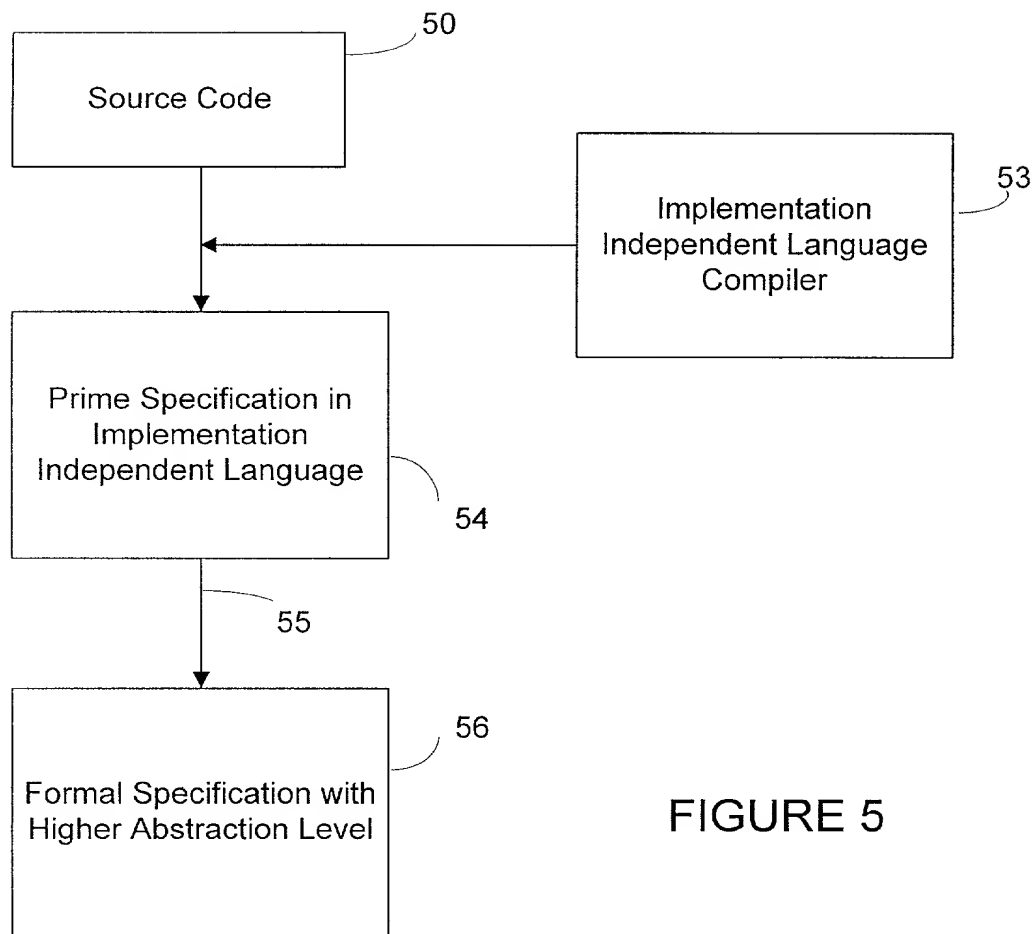 50
Source Code
53
Implementation
Independent Language
Compiler
Prime Specification in
Implementation
Independent Language
54
55
56
Formal Specification with
Higher Abstraction Level
FIGURE 5